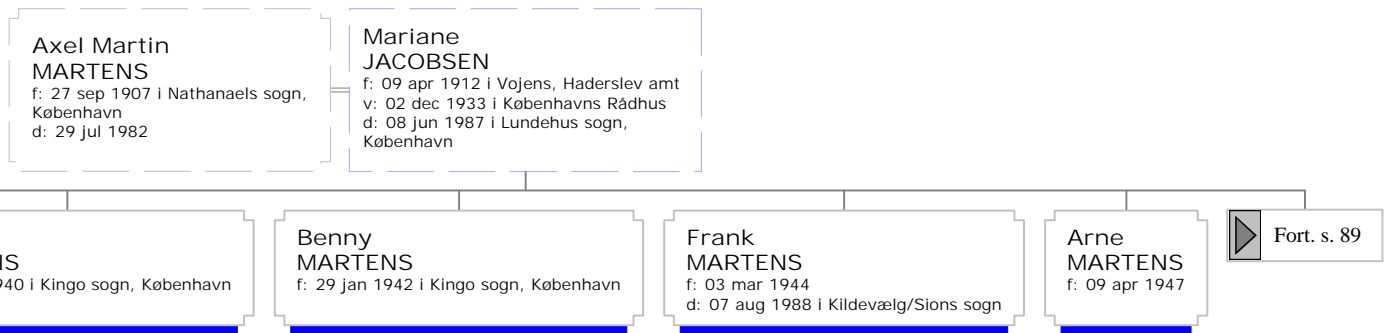 Axel Martin
MARTENS
f: 27 sep 1907 i Nathanaels sogn,
København
d: 29 jul 1982
Mariane
JACOBSEN
f: 09 apr 1912 i Vojens, Haderslev amt
v: 02 dec 1933 i Københavns Rådhus
d: 08 jun 1987 i Lundehus sogn,
København
i Kingo sogn, København
Benny
MARTENS
f: 29 jan 1942 i Kingo sogn, København
Frank
MARTENS
f: 03 mar 1944
d: 07 aug 1988 i Kildevælg/Sions sogn
Arne
MARTENS
f: 09 apr 1947
Fort. s. 89